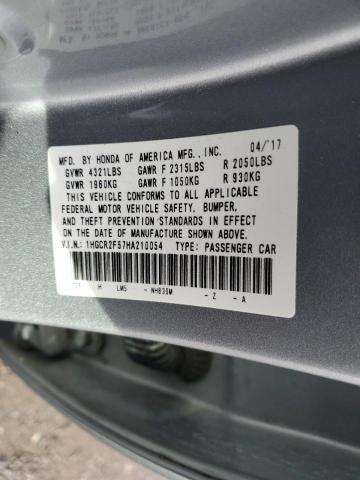 MFD. BY HONDA OF AMERICA MFG., INC. 04/'17
GVWR 4321LBS GAWR F 2315LBS R 2050LBS
GVWR 1960KG GAWR F 1050KG R 930KG
THIS VEHICLE CONFORMS TO ALL APPLICABLE
FEDERAL MOTOR VEHICLE SAFETY, BUMPER,
AND THEFT PREVENTION STANDARDS IN EFFECT
ON THE DATE OF MANUFACTURE SHOWN ABOVE.
V.I.N.: 1HGCR2F57HA210054 TYPE: PASSENGER CAR
H LMS - NH830M - Z - A